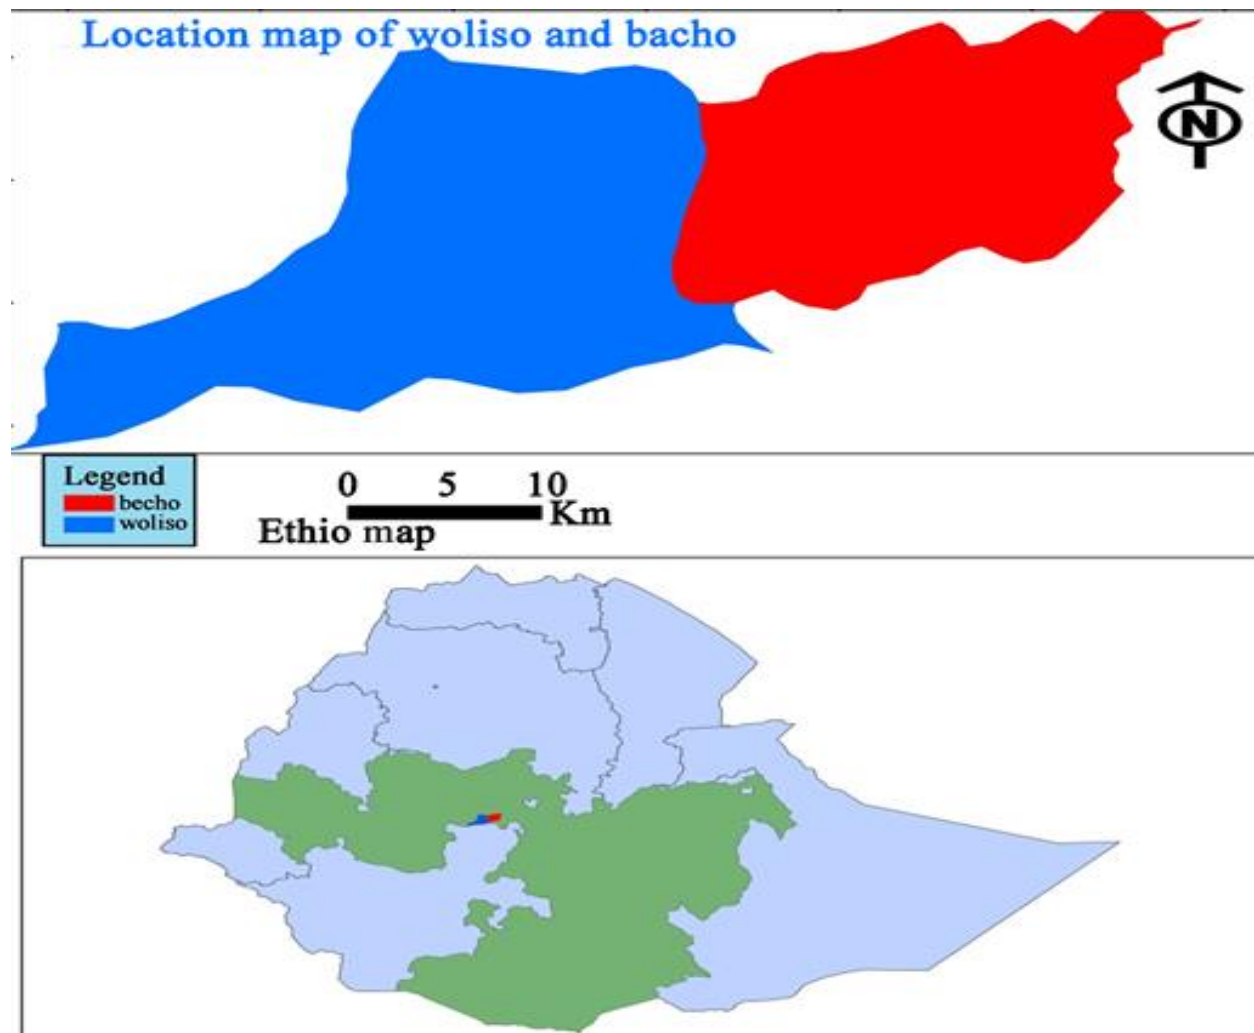 Location map of woliso and bacho
N
Legend
becho
woliso
0 5 10
Km
Ethio map